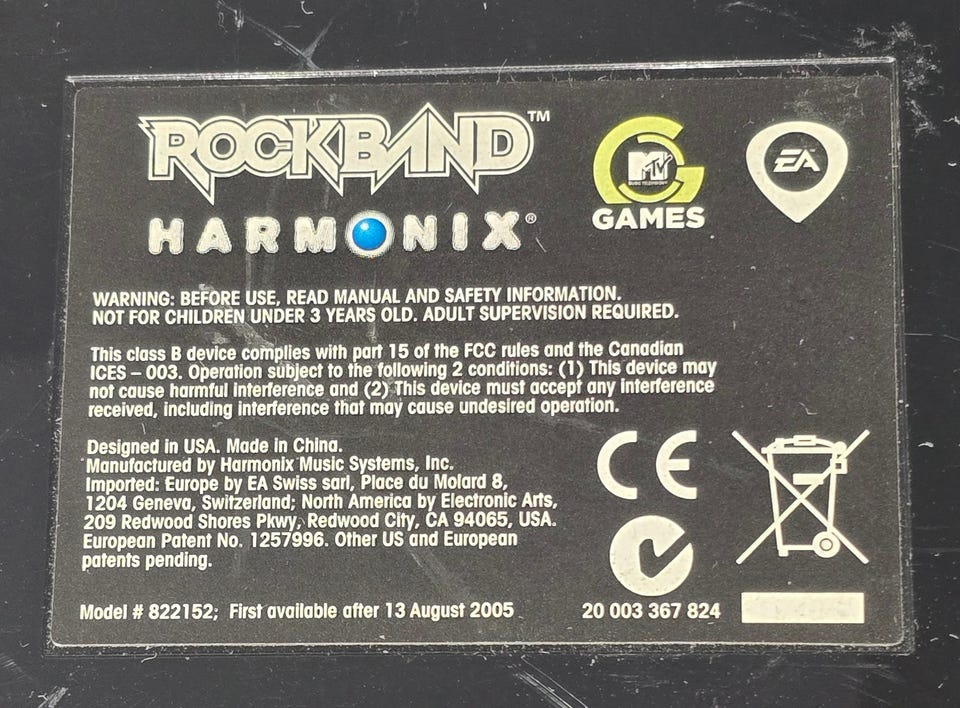 ROCKBAND™
HARMONIX®
MTV
MUSIC TELEVISION
GAMES
EA
WARNING: BEFORE USE, READ MANUAL AND SAFETY INFORMATION.
NOT FOR CHILDREN UNDER 3 YEARS OLD. ADULT SUPERVISION REQUIRED.
This class B device complies with part 15 of the FCC rules and the Canadian
ICES – 003. Operation subject to the following 2 conditions: (1) This device may
not cause harmful interference and (2) This device must accept any interference
received, including interference that may cause undesired operation.
Designed in USA. Made in China.
Manufactured by Harmonix Music Systems, Inc.
Imported: Europe by EA Swiss sarl, Place du Molard 8,
1204 Geneva, Switzerland; North America by Electronic Arts,
209 Redwood Shores Pkwy, Redwood City, CA 94065, USA.
European Patent No. 1257996. Other US and European
patents pending.
CE
Model # 822152; First available after 13 August 2005
20 003 367 824